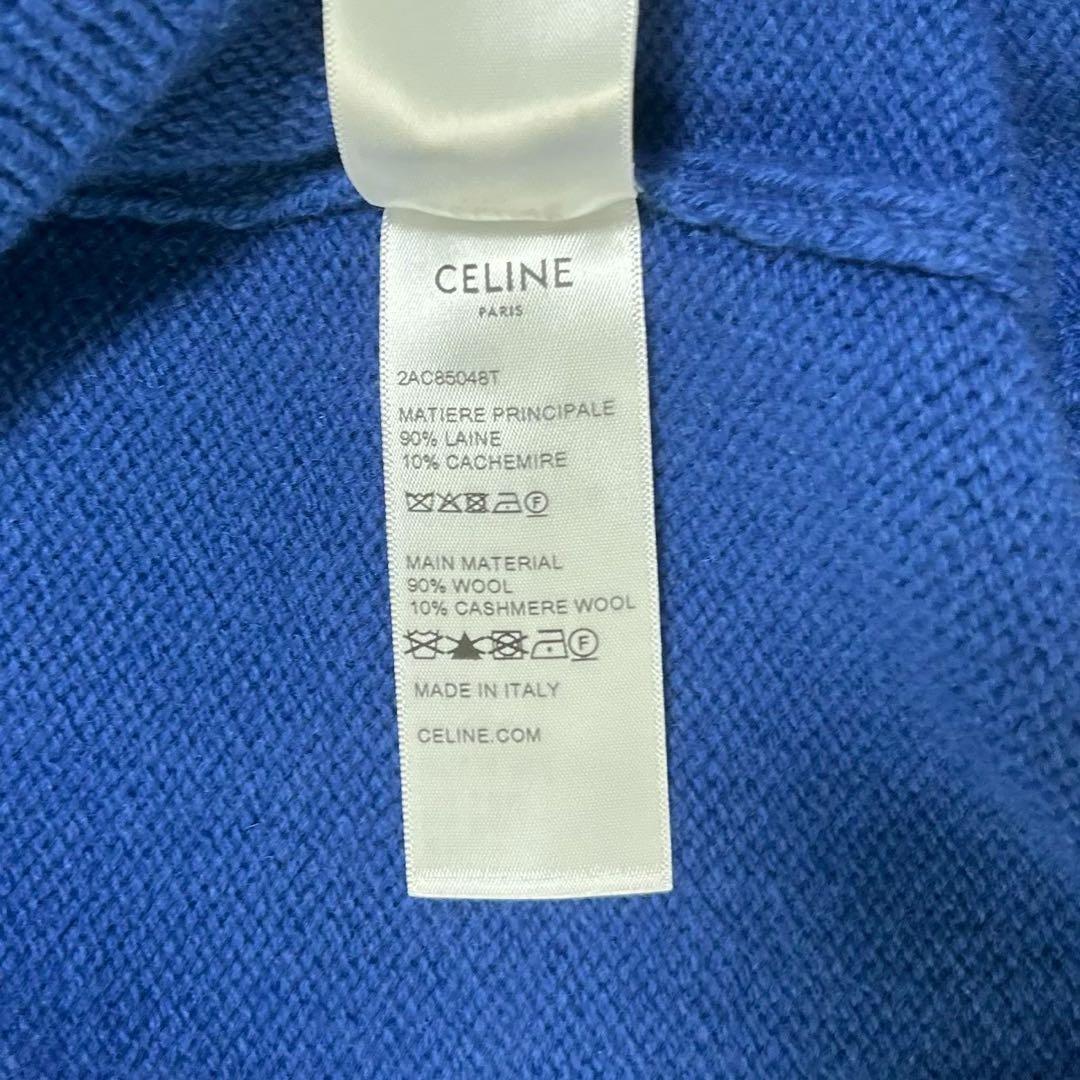 CELINE
PARIS
2AC85048T
MATIERE PRINCIPALE
90% LAINE
10% CACHEMIRE
F
MAIN MATERIAL
90% WOOL
10% CASHMERE WOOL
F
MADE IN ITALY
CELINE.COM